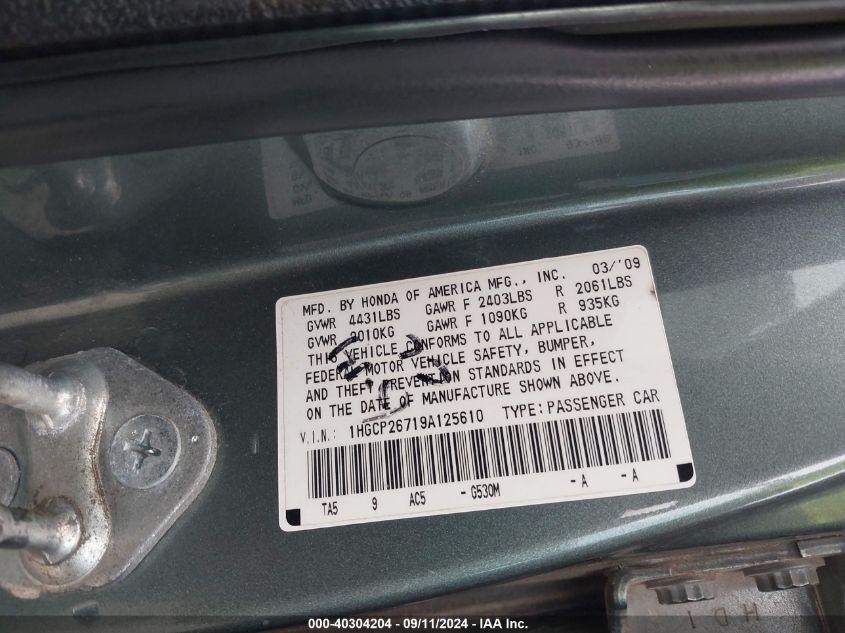 MFD. BY HONDA OF AMERICA MFG., INC. 03/'09
GVWR 4431LBS GAWR F 2403LBS R 2061LBS
GVWR 2010KG GAWR F 1090KG R 935KG
THIS VEHICLE CONFORMS TO ALL APPLICABLE
FEDERAL MOTOR VEHICLE SAFETY, BUMPER,
AND THEFT PREVENTION STANDARDS IN EFFECT
ON THE DATE OF MANUFACTURE SHOWN ABOVE.
V.I.N.: 1HGCP26719A125610 TYPE: PASSENGER CAR
TA5 9 AC5 - G530M - A - A
HDI
000-40304204 - 09/11/2024 - IAA Inc.